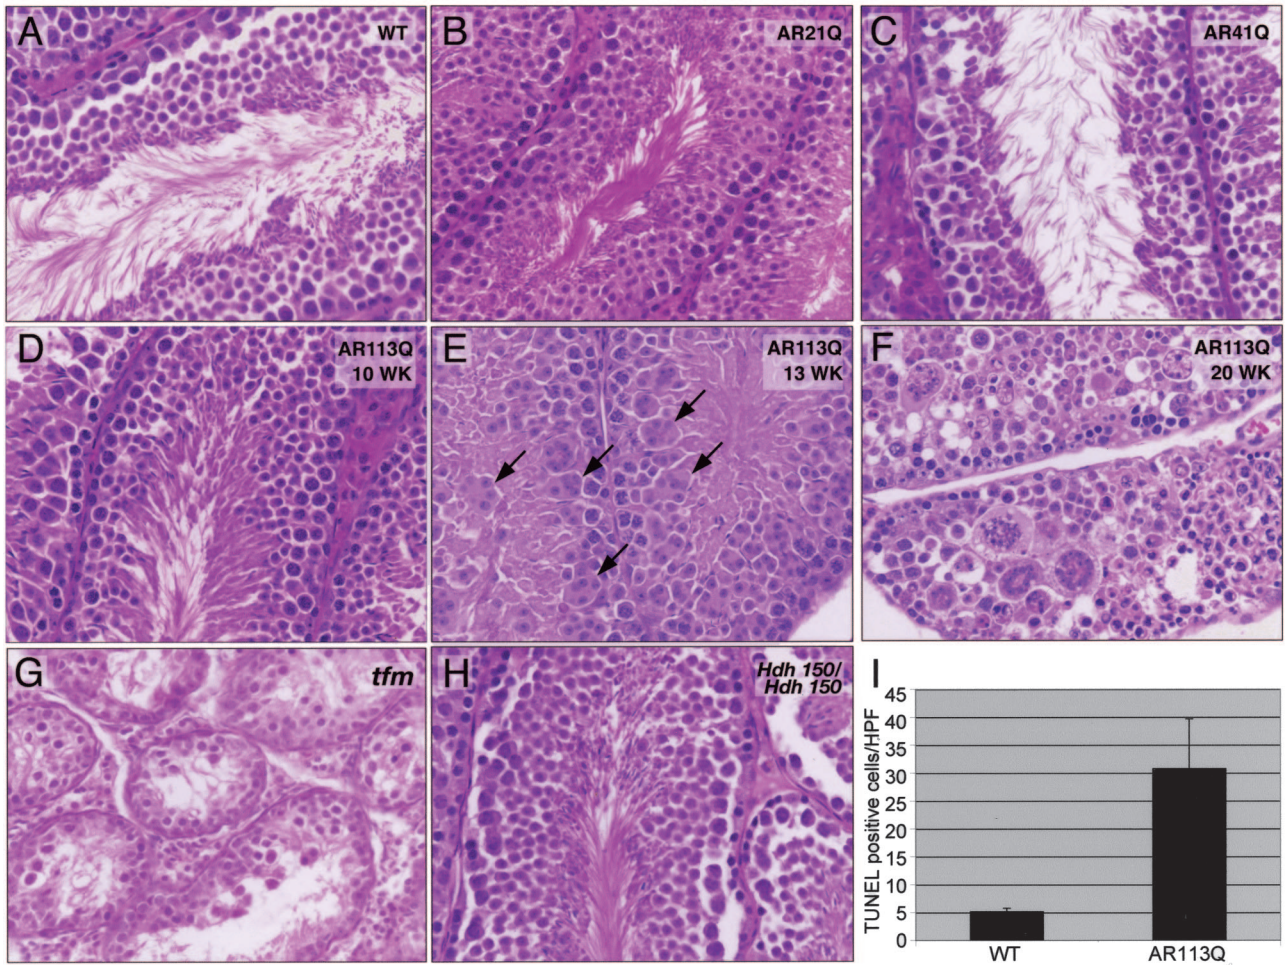 A
WT
B
AR21Q
C
AR41Q
D
AR113Q
10 WK
E
AR113Q
13 WK
F
AR113Q
20 WK
G
tfm
H
Hdh 150/
Hdh 150
I
TUNEL positive cells/HPF
45
40
35
30
25
20
15
10
5
0
WT
AR113Q